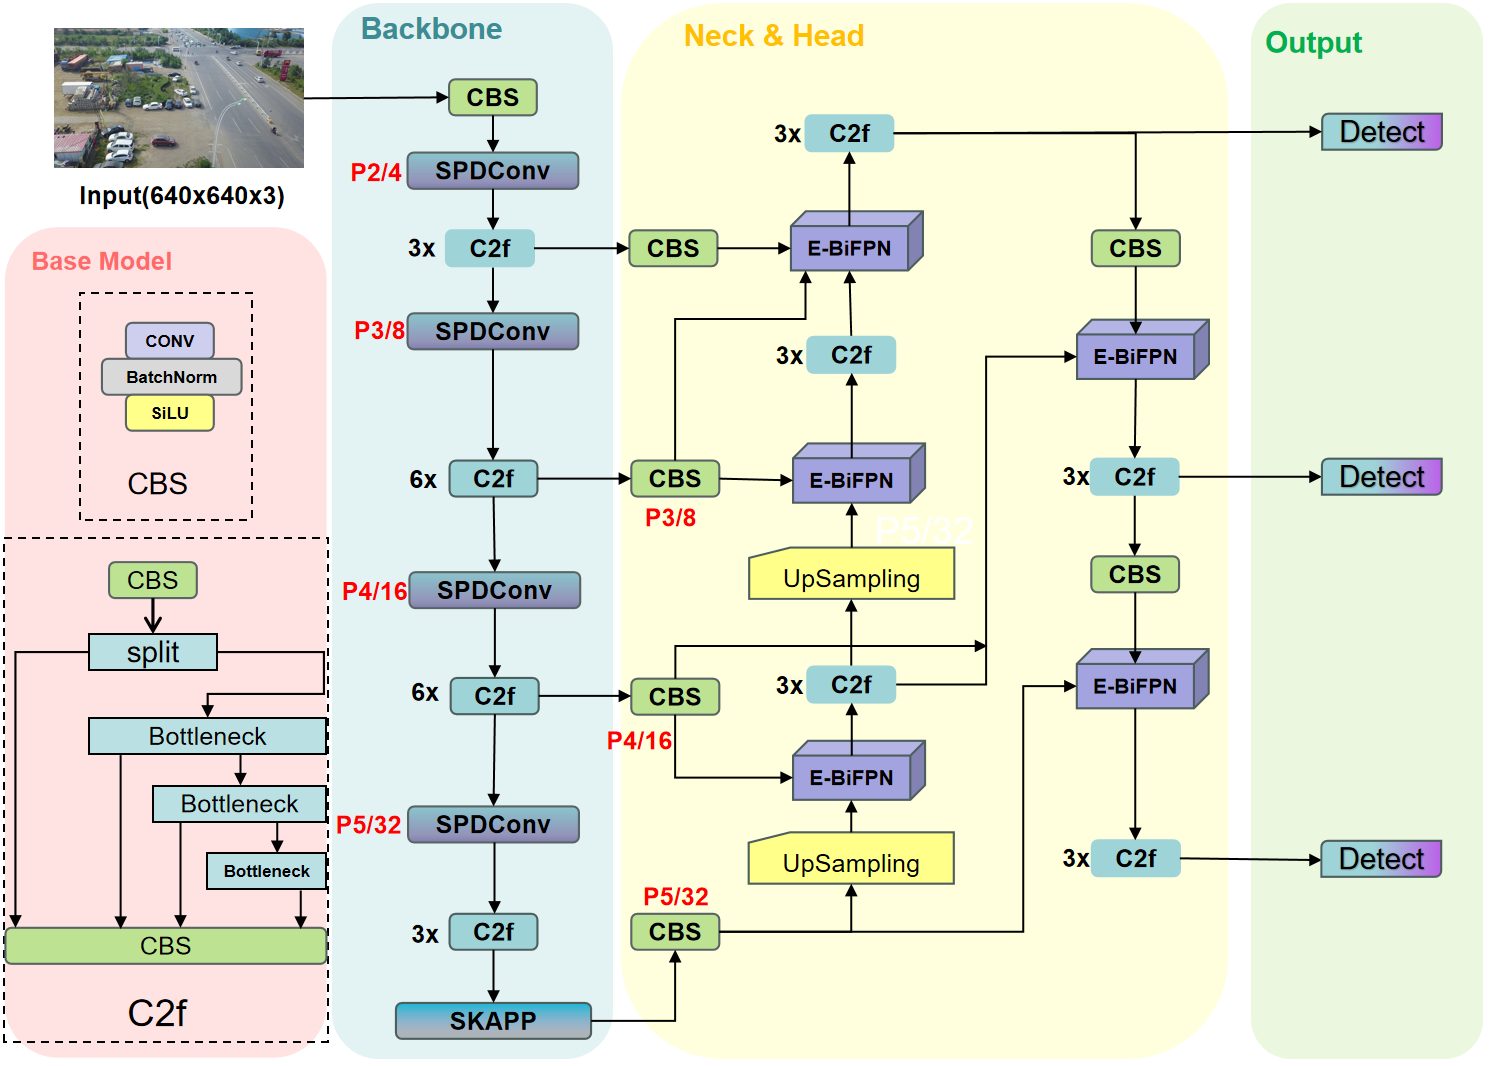 Input(640x640x3)
Base Model
CONV
BatchNorm
SiLU
CBS
CBS
split
Bottleneck
Bottleneck
Bottleneck
CBS
C2f
Backbone
CBS
P2/4 SPDConv
3x C2f
P3/8 SPDConv
6x C2f
P4/16 SPDConv
6x C2f
P5/32 SPDConv
3x C2f
SKAPP
Neck & Head
3x C2f
CBS E-BiFPN
3x C2f
CBS E-BiFPN
P3/8
P5/32
UpSampling
3x C2f
CBS
P4/16
E-BiFPN
UpSampling
P5/32
CBS
CBS
E-BiFPN
3x C2f
CBS
E-BiFPN
3x C2f
Output
Detect
Detect
Detect